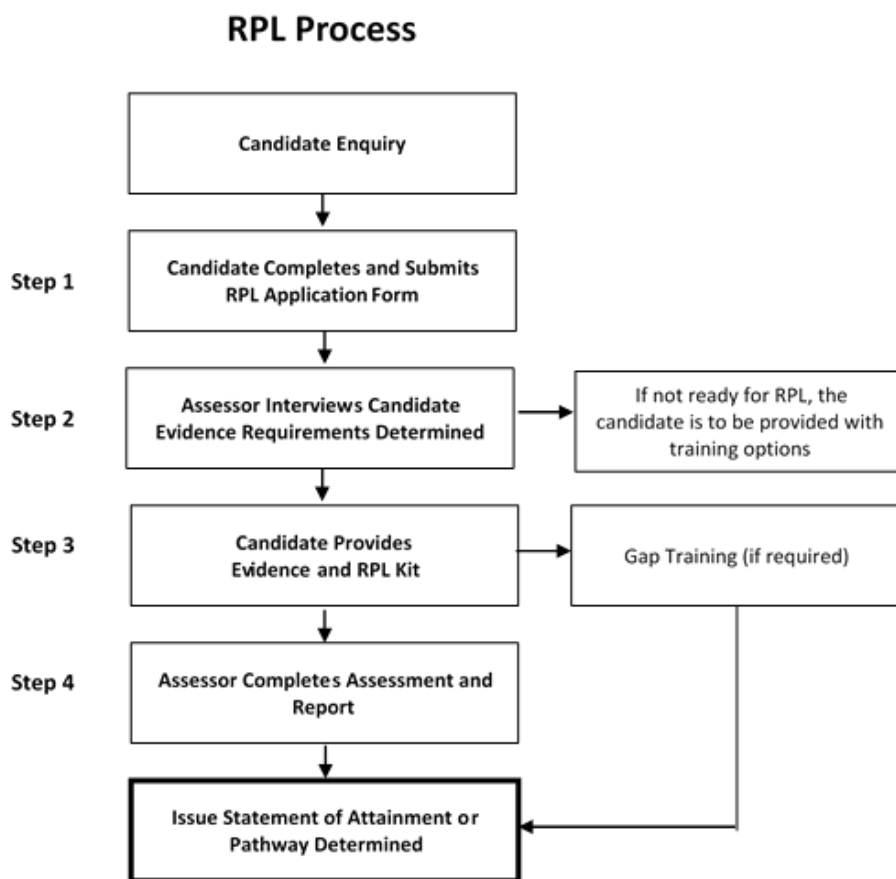 RPL Process
Candidate Enquiry
Step 1
Candidate Completes and Submits
RPL Application Form
Step 2
Assessor Interviews Candidate
Evidence Requirements Determined
If not ready for RPL, the
candidate is to be provided with
training options
Step 3
Candidate Provides
Evidence and RPL Kit
Gap Training (if required)
Step 4
Assessor Completes Assessment and
Report
Issue Statement of Attainment or
Pathway Determined